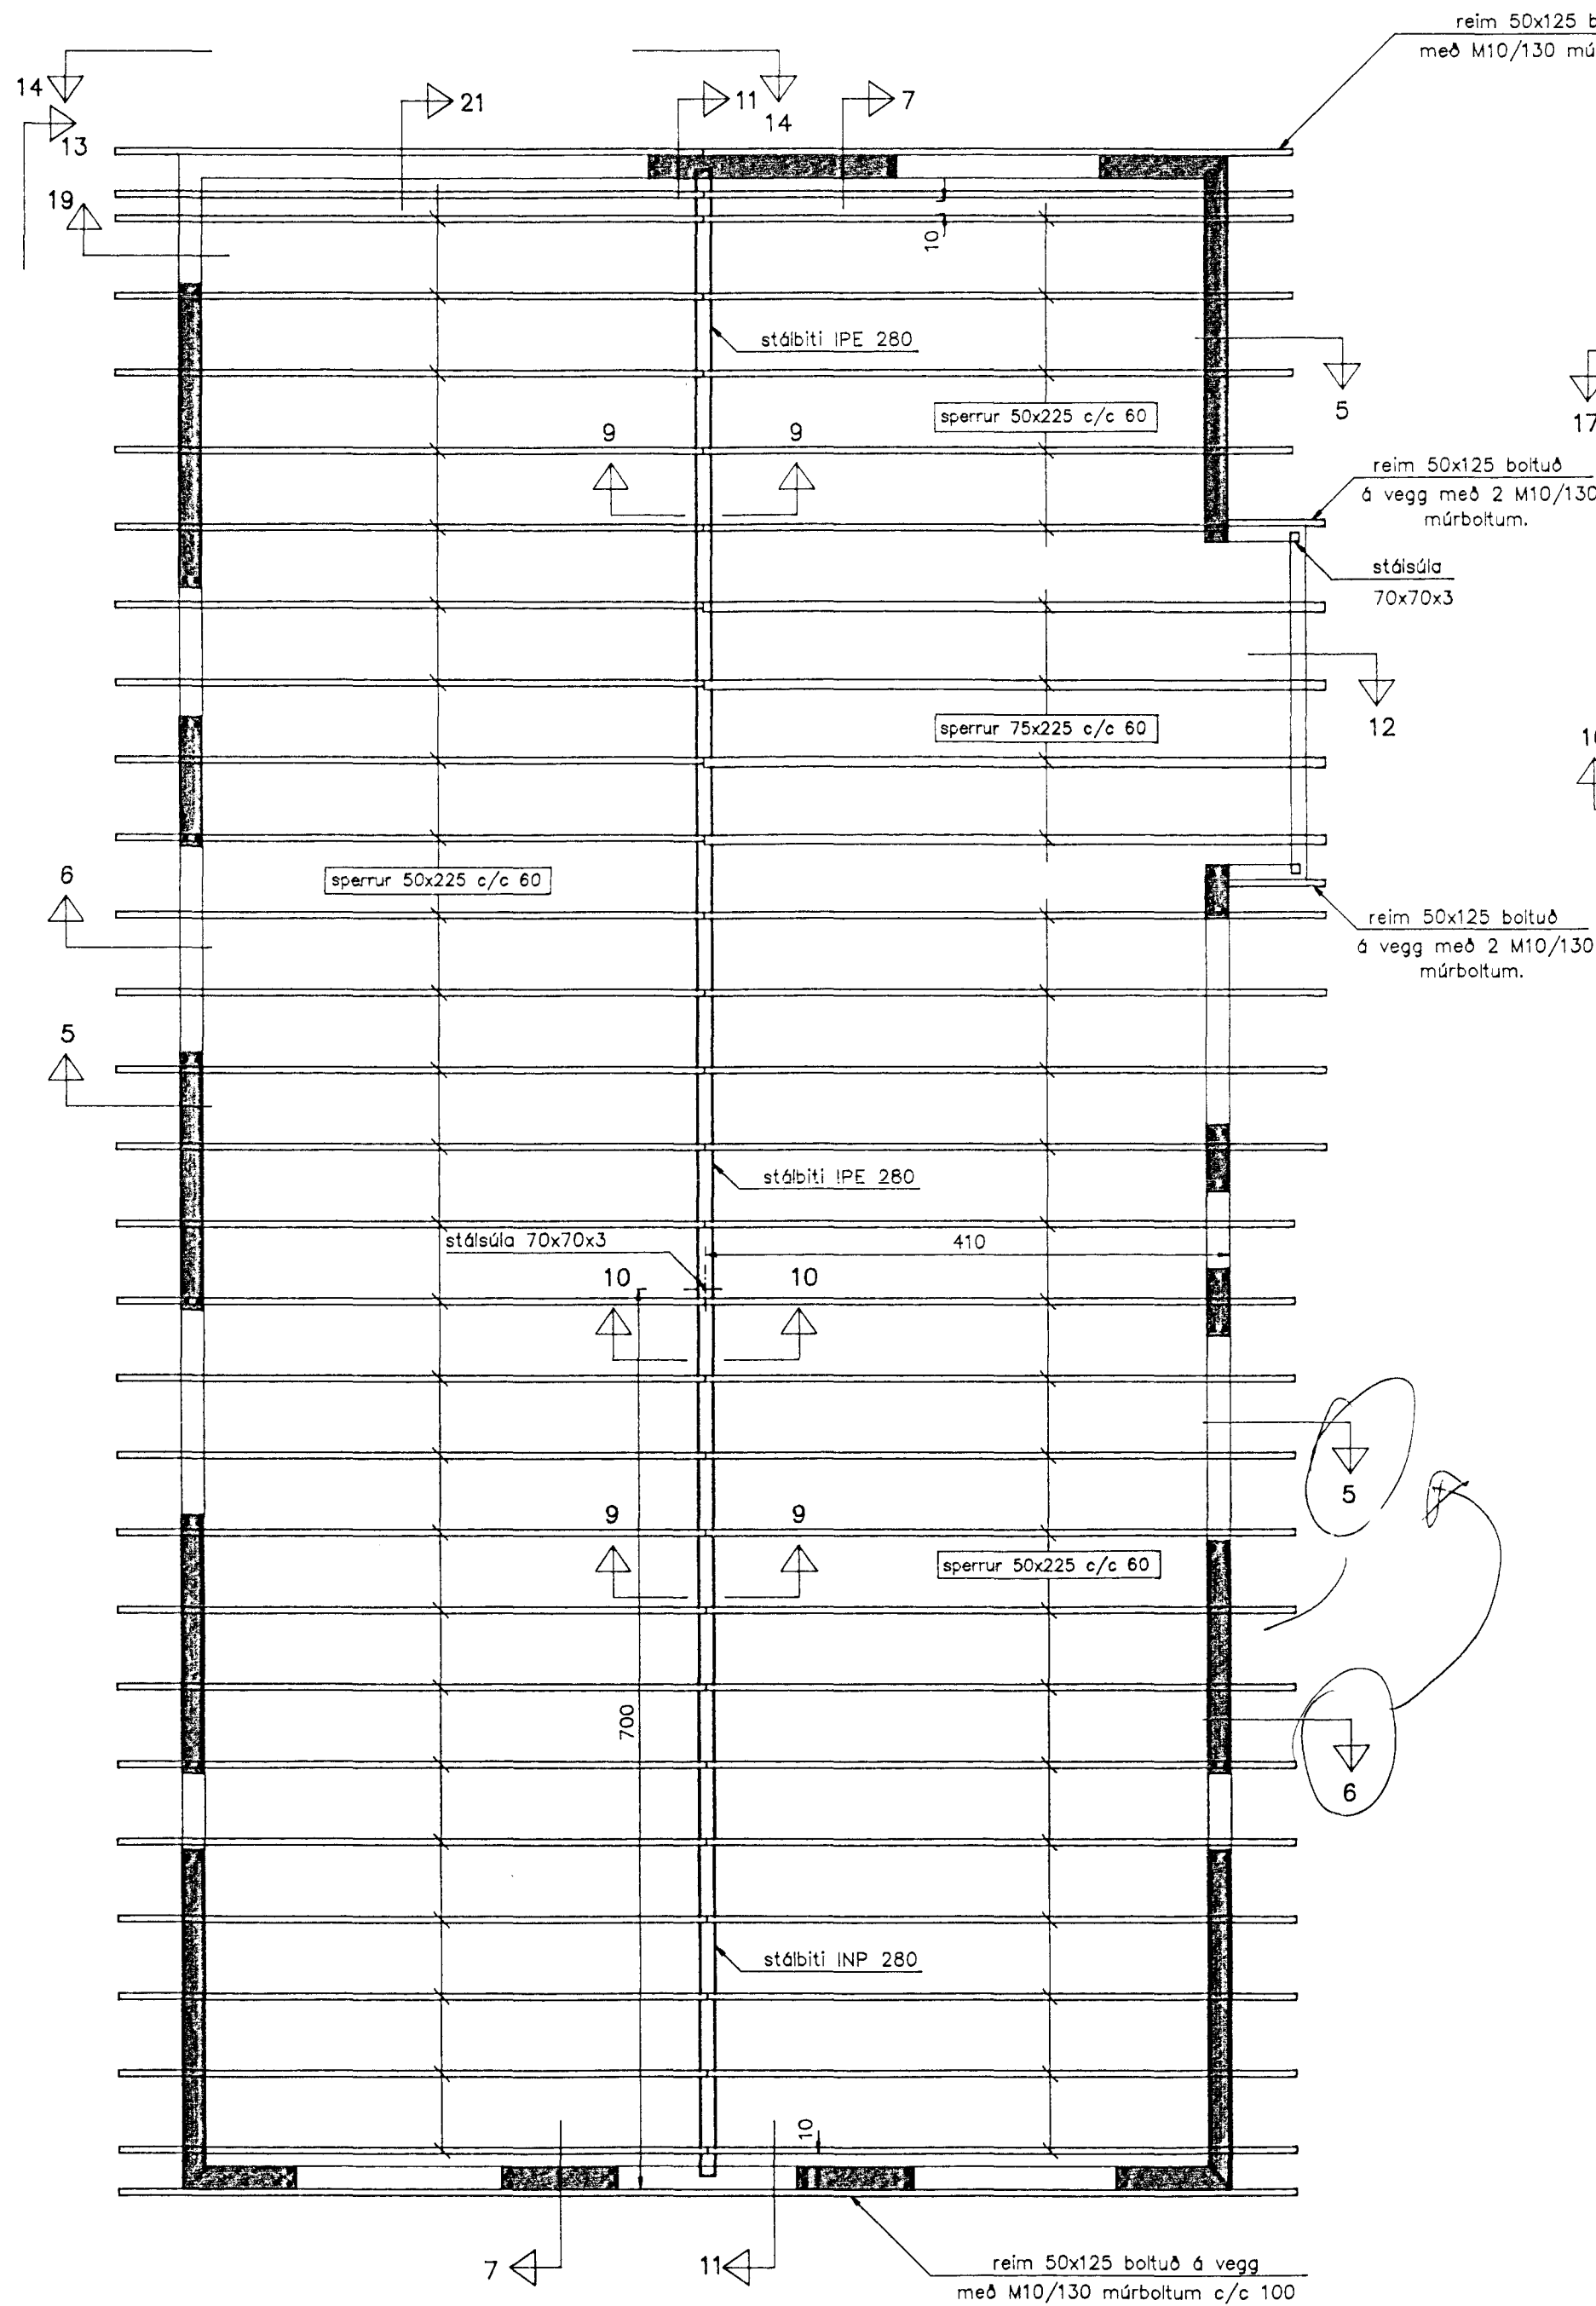 reim 50x125 b
með M10/130 mú
14
21
11
7
14
13
19
10
stálbiti IPE 280
5
17
sperrur 50x225 c/c 60
9
9
reim 50x125 boltuð
á vegg með 2 M10/130
múrboltum.
stálsúla
70x70x3
12
sperrur 75x225 c/c 60
6
sperrur 50x225 c/c 60
reim 50x125 boltuð
á vegg með 2 M10/130
múrboltum.
5
stálbiti IPE 280
stálsúla 70x70x3
410
10
10
5
9
9
sperrur 50x225 c/c 60
700
6
stálbiti INP 280
10
7
11
reim 50x125 boltuð á vegg
með M10/130 múrboltum c/c 100